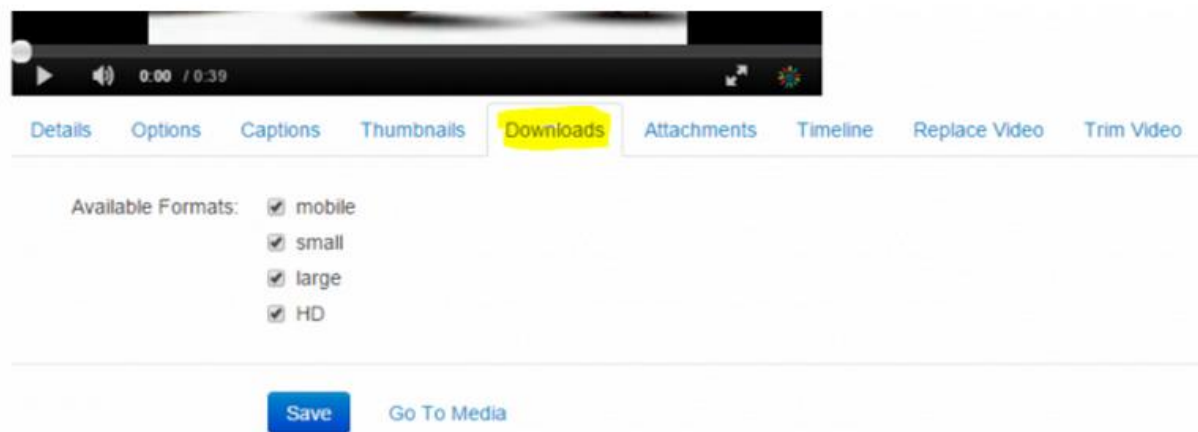 0:00 / 0:39
Details Options Captions Thumbnails Downloads Attachments Timeline Replace Video Trim Video
Available Formats: mobile
small
large
HD
Save Go To Media